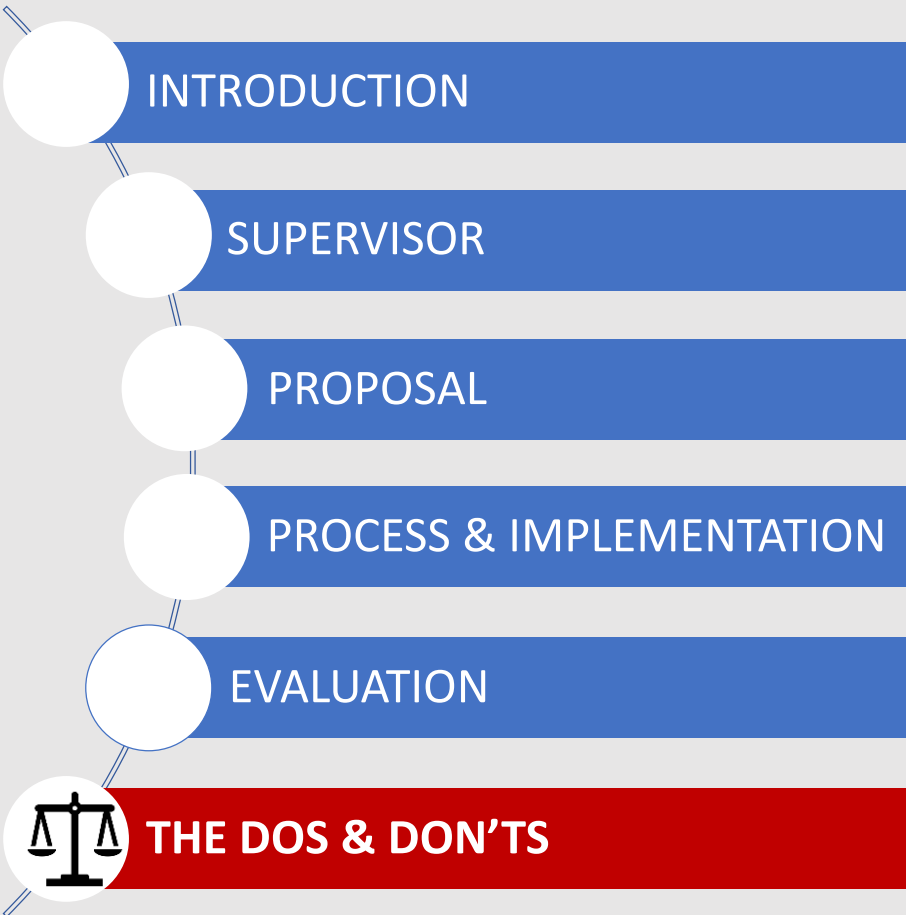 INTRODUCTION
SUPERVISOR
PROPOSAL
PROCESS & IMPLEMENTATION
EVALUATION
THE DOS & DON’TS